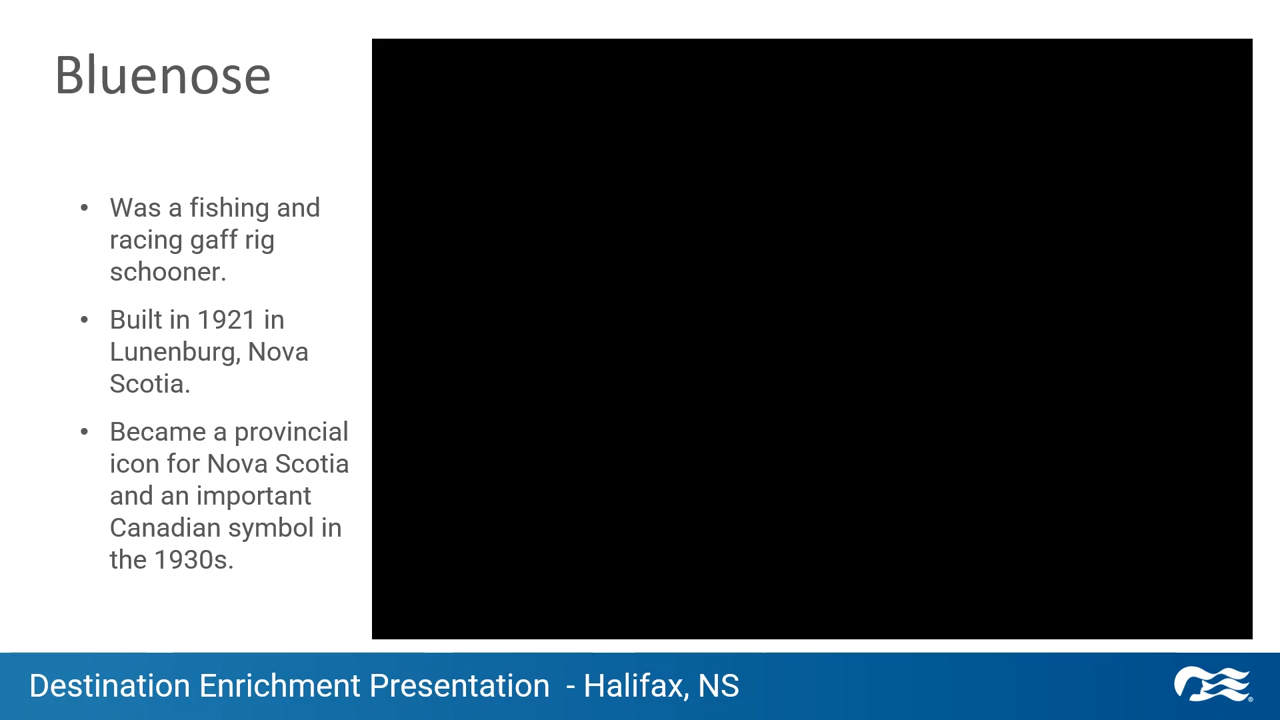 Bluenose
• Was a fishing and
racing gaff rig
schooner.
• Built in 1921 in
Lunenburg, Nova
Scotia.
• Became a provincial
icon for Nova Scotia
and an important
Canadian symbol in
the 1930s.
Destination Enrichment Presentation - Halifax, NS
®